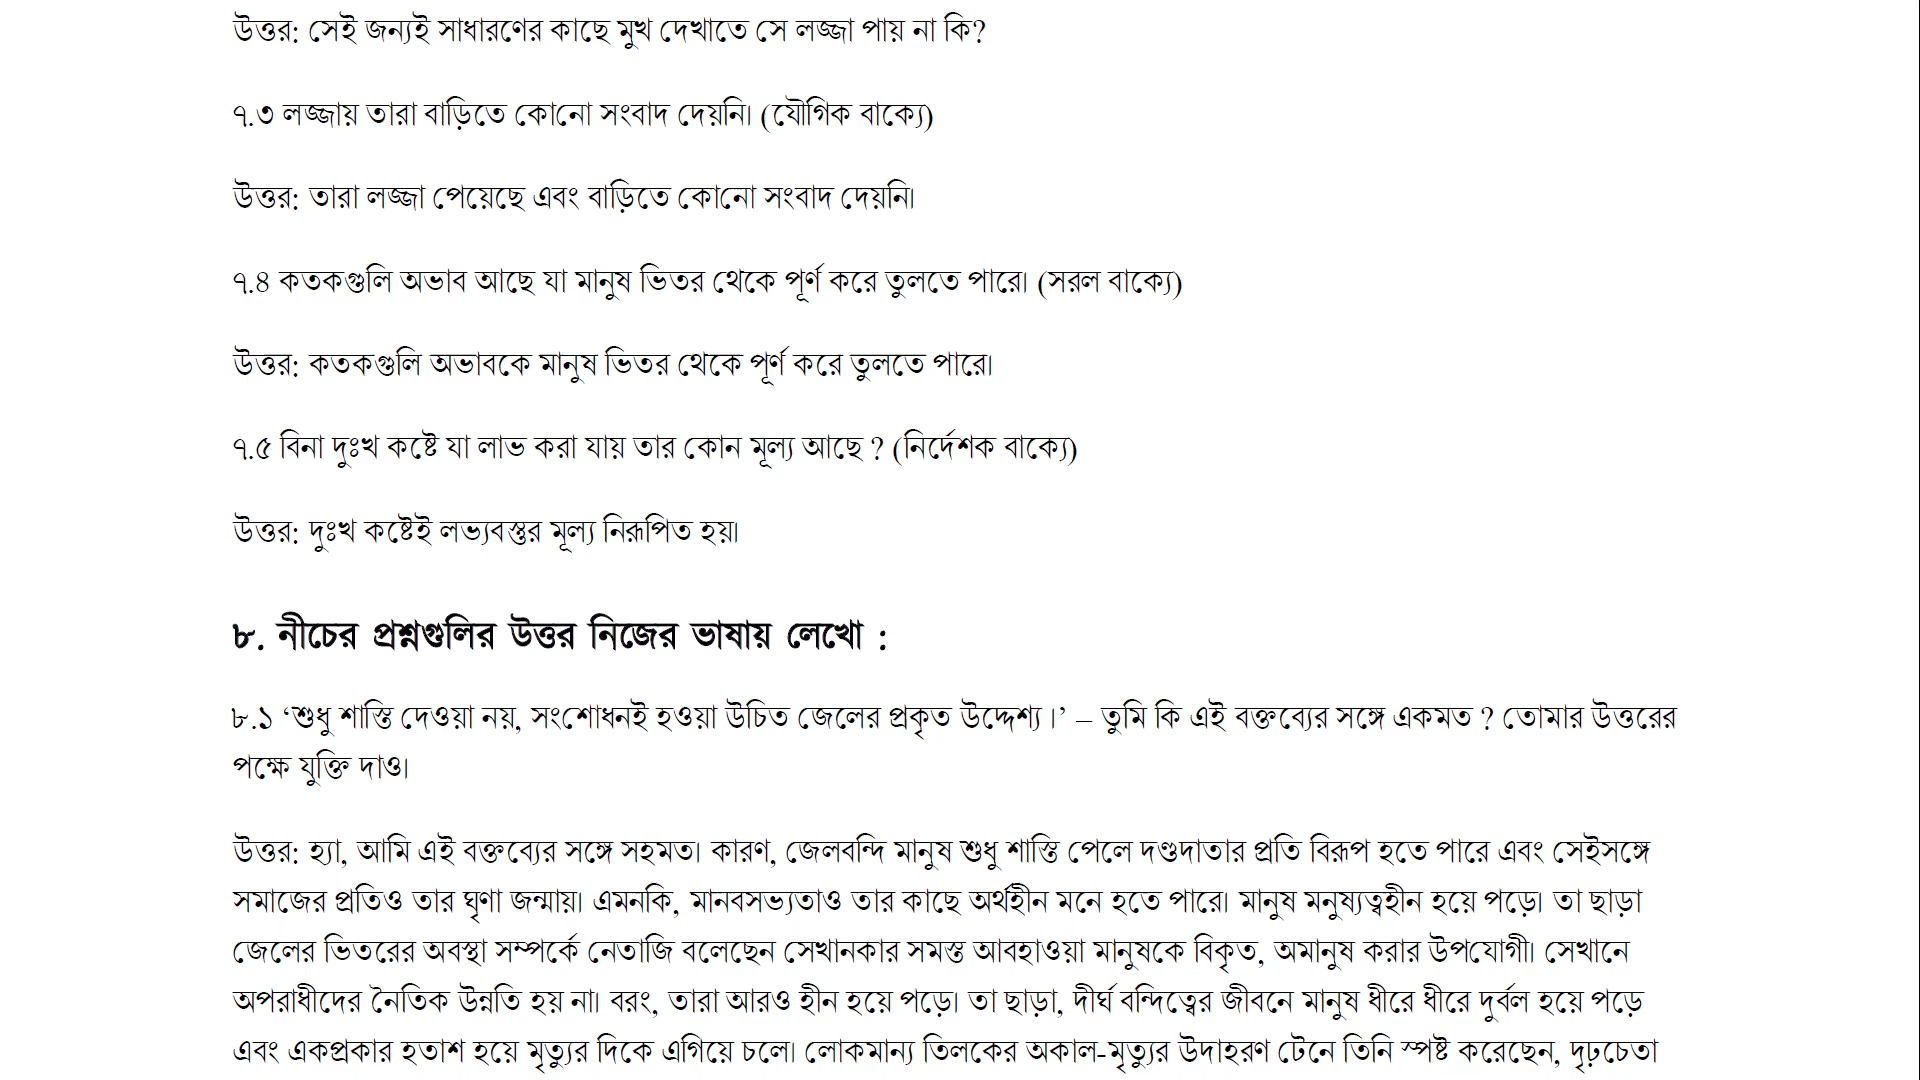 উত্তর: সেই জন্যই সাধারণের কাছে মুখ দেখাতে সে লজ্জা পায় না কি?
৭.৩ লজ্জায় তারা বাড়িতে কোনো সংবাদ দেয়নি। (যৌগিক বাক্যে)
উত্তর: তারা লজ্জা পেয়েছে এবং বাড়িতে কোনো সংবাদ দেয়নি।
৭.৪ কতকগুলি অভাব আছে যা মানুষ ভিতর থেকে পূর্ণ করে তুলতে পারে। (সরল বাক্যে)
উত্তর: কতকগুলি অভাবকে মানুষ ভিতর থেকে পূর্ণ করে তুলতে পারে।
৭.৫ বিনা দুঃখ কষ্টে যা লাভ করা যায় তার কোন মূল্য আছে ? (নির্দেশক বাক্যে)
উত্তর: দুঃখ কষ্টেই লভ্যবস্তুর মূল্য নিরূপিত হয়।
৮. নীচের প্রশ্নগুলির উত্তর নিজের ভাষায় লেখো :
৮.১ ‘শুধু শাস্তি দেওয়া নয়, সংশোধনই হওয়া উচিত জেলের প্রকৃত উদ্দেশ্য।’ – তুমি কি এই বক্তব্যের সঙ্গে একমত ? তোমার উত্তরের
পক্ষে যুক্তি দাও।
উত্তর: হ্যা, আমি এই বক্তব্যের সঙ্গে সহমত। কারণ, জেলবন্দি মানুষ শুধু শাস্তি পেলে দণ্ডদাতার প্রতি বিরূপ হতে পারে এবং সেইসঙ্গে
সমাজের প্রতিও তার ঘৃণা জন্মায়। এমনকি, মানবসভ্যতাও তার কাছে অর্থহীন মনে হতে পারে। মানুষ মনুষ্যত্বহীন হয়ে পড়ে। তা ছাড়া
জেলের ভিতরের অবস্থা সম্পর্কে নেতাজি বলেছেন সেখানকার সমস্ত আবহাওয়া মানুষকে বিকৃত, অমানুষ করার উপযোগী। সেখানে
অপরাধীদের নৈতিক উন্নতি হয় না। বরং, তারা আরও হীন হয়ে পড়ে। তা ছাড়া, দীর্ঘ বন্দিত্বের জীবনে মানুষ ধীরে ধীরে দুর্বল হয়ে পড়ে
এবং একপ্রকার হতাশ হয়ে মৃত্যুর দিকে এগিয়ে চলে। লোকমান্য তিলকের অকাল-মৃত্যুর উদাহরণ টেনে তিনি স্পষ্ট করেছেন, দৃঢ়চেতা